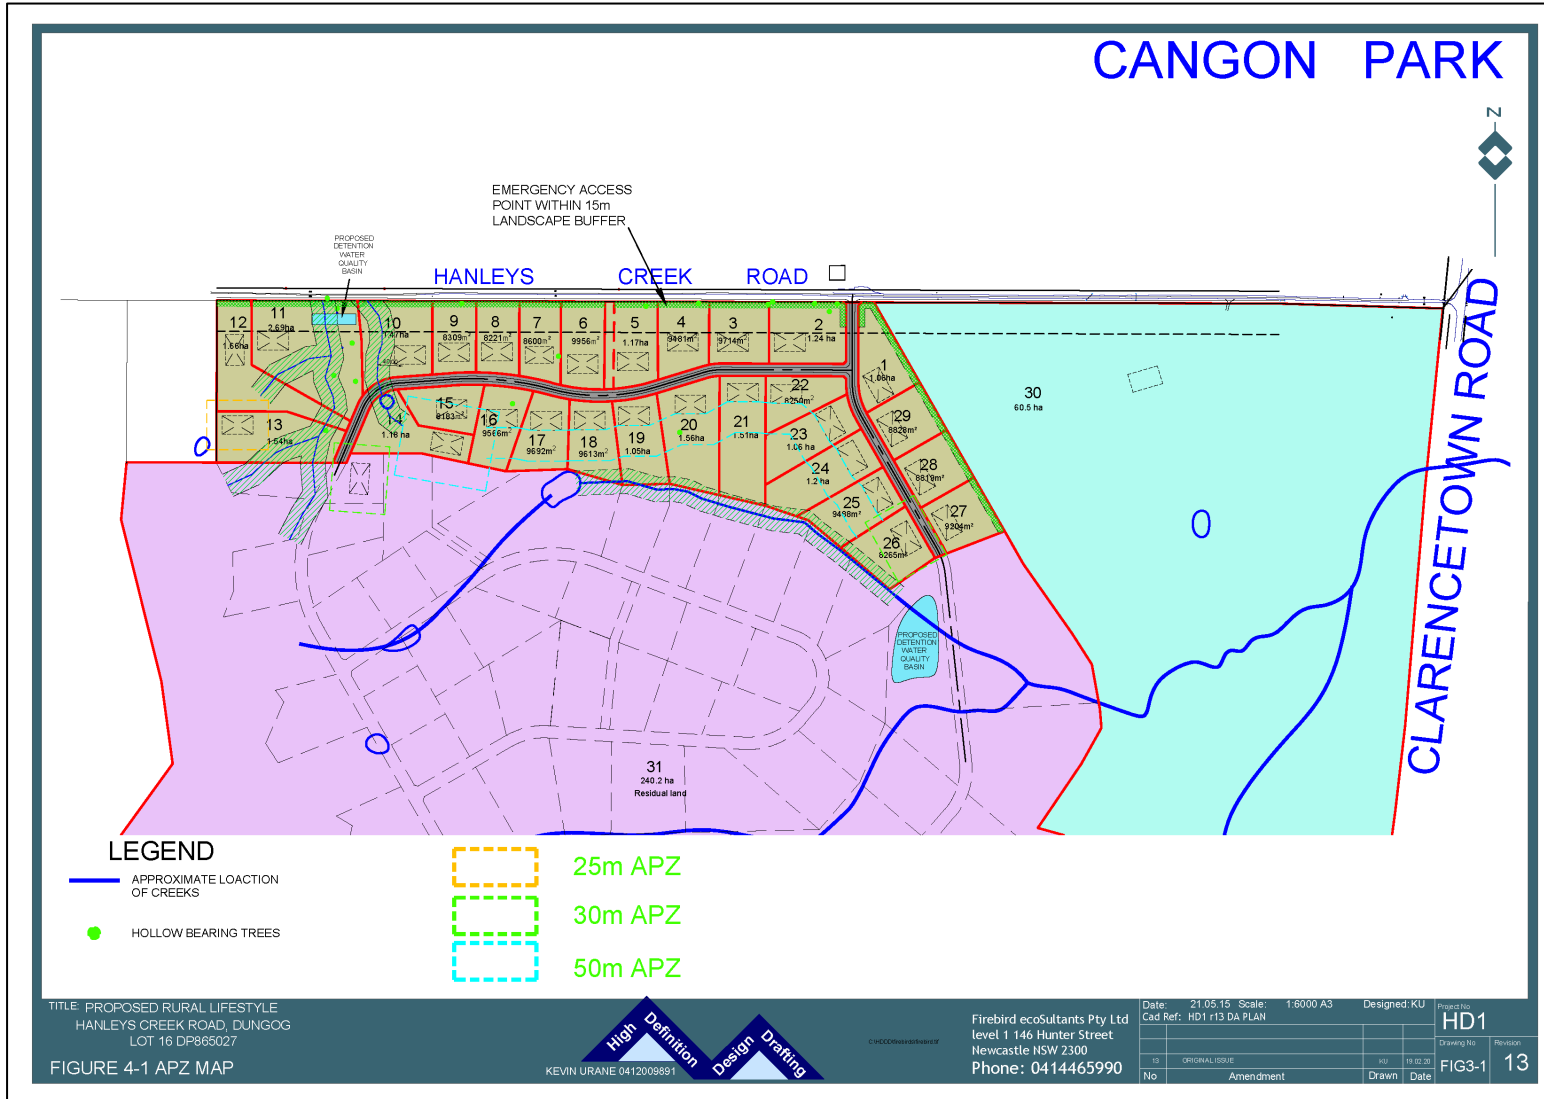 CANGON PARK
Z
EMERGENCY ACCESS
POINT WITHIN 15m
LANDSCAPE BUFFER
PROPOSED
DETENTION
WATER
QUALITY
BASIN
HANLEYS CREEK ROAD
CLARENCETOWN ROAD
12
1.66ha
11
2.69ha
10
1.47ha
9
8309m²
8
8221m²
7
8600m²
6
9956m²
5
1.17ha
4
9481m²
3
9714m²
2
1.24 ha
1
1.06ha
13
1.54ha
14
1.18 ha
15
8183m²
16
9566m²
17
9692m²
18
9613m²
19
1.05ha
20
1.56ha
21
1.51ha
22
8250m²
23
1.06 ha
24
1.2 ha
25
9498m²
26
8265m²
27
9204m²
28
8819m²
29
8828m²
30
60.5 ha
PROPOSED
DETENTION
WATER
QUALITY
BASIN
31
240.2 ha
Residual land
LEGEND
APPROXIMATE LOACTION
OF CREEKS
HOLLOW BEARING TREES
25m APZ
30m APZ
50m APZ
TITLE: PROPOSED RURAL LIFESTYLE
HANLEYS CREEK ROAD, DUNGOG
LOT 16 DP865027
FIGURE 4-1 APZ MAP
High Definition
Design Drafting
KEVIN URANE 0412009891
Firebird ecoSultants Pty Ltd
level 1 146 Hunter Street
Newcastle NSW 2300
Phone: 0414465990
Date: 21.05.15 Scale: 1:6000 A3 Designed: KU
Cad Ref: HD1 r13 DA PLAN
13 ORIGINAL ISSUE KU 19.02.20
No Amendment Drawn Date
Project No
HD1
Drawing No
FIG3-1
Revision
13